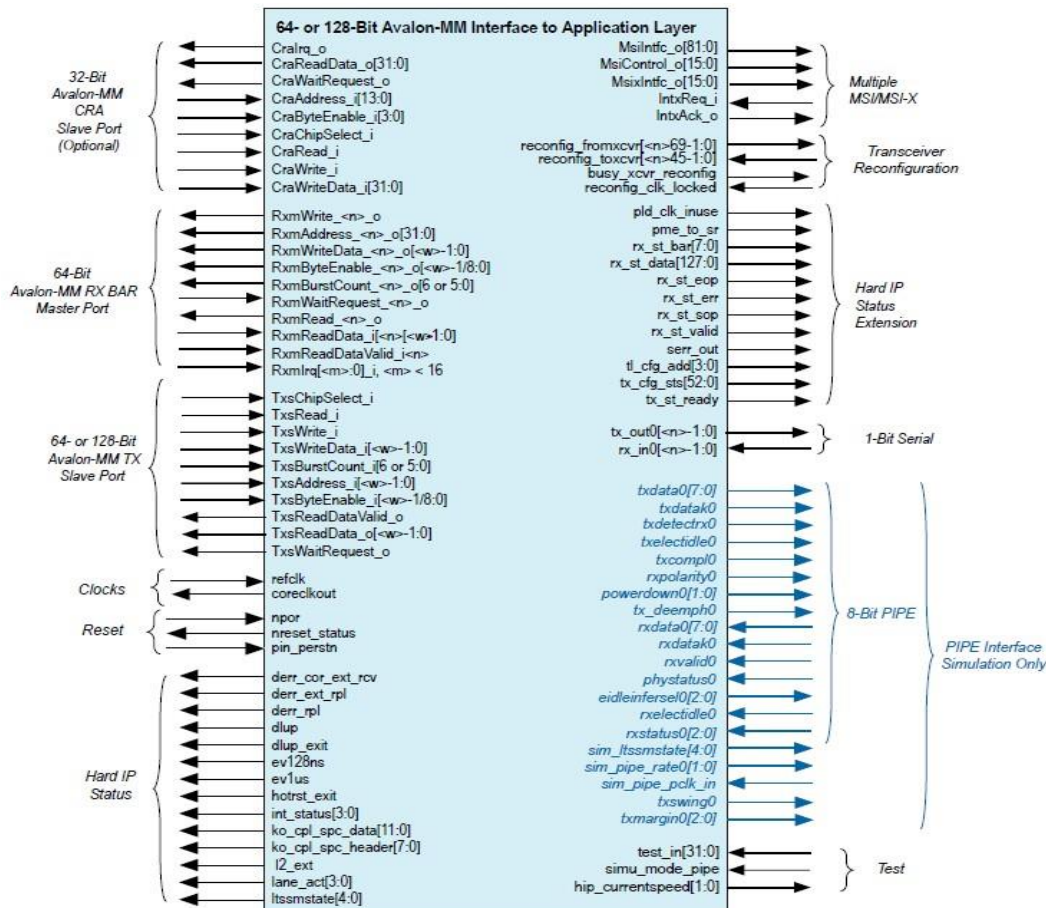 64- or 128-Bit Avalon-MM Interface to Application Layer
32-Bit
Avalon-MM
CRA
Slave Port
(Optional)
CraIrq_o
CraReadData_o[31:0]
CraWaitRequest_o
CraAddress_i[13:0]
CraByteEnable_i[3:0]
CraChipSelect_i
CraRead_i
CraWrite_i
CraWriteData_i[31:0]
64-Bit
Avalon-MM RX BAR
Master Port
RxmWrite_<n>_o
RxmAddress_<n>_o[31:0]
RxmWriteData_<n>_o[<w>-1:0]
RxmByteEnable_<n>_o[<w>-1/8:0]
RxmBurstCount_<n>_o[6 or 5:0]
RxmWaitRequest_<n>_o
RxmRead_<n>_o
RxmReadData_i[<n>[<w>-1:0]
RxmReadDataValid_i<n>
RxmIrq[<m>:0]_i, <m> < 16
64- or 128-Bit
Avalon-MM TX
Slave Port
TxsChipSelect_i
TxsRead_i
TxsWrite_i
TxsWriteData_i[<w>-1:0]
TxsBurstCount_i[6 or 5:0]
TxsAddress_i[<w>-1:0]
TxsByteEnable_i[<w>-1/8:0]
TxsReadDataValid_o
TxsReadData_o[<w>-1:0]
TxsWaitRequest_o
Clocks
refclk
coreclkout
Reset
npor
nreset_status
pin_perstn
Hard IP
Status
derr_cor_ext_rcv
derr_ext_rpl
derr_rpl
dlup
dlup_exit
ev128ns
ev1us
hotrst_exit
int_status[3:0]
ko_cpl_spc_data[11:0]
ko_cpl_spc_header[7:0]
l2_ext
lane_act[3:0]
ltssmstate[4:0]
MsiIntfc_o[81:0]
MsiControl_o[15:0]
MsixIntfc_o[15:0]
IntxReq_i
IntxAck_o
Multiple
MSI/MSI-X
reconfig_fromxcvr[<n>69-1:0]
reconfig_toxcvr[<n>45-1:0]
busy_xcvr_reconfig
reconfig_clk_locked
Transceiver
Reconfiguration
pld_clk_inuse
pme_to_sr
rx_st_bar[7:0]
rx_st_data[127:0]
rx_st_eop
rx_st_err
rx_st_sop
rx_st_valid
serr_out
tl_cfg_add[3:0]
tx_cfg_sts[52:0]
tx_st_ready
Hard IP
Status
Extension
tx_out0[<n>-1:0]
rx_in0[<n>-1:0]
1-Bit Serial
txdata0[7:0]
txdatak0
txdetectrx0
txelectidle0
txcompl0
rxpolarity0
powerdown0[1:0]
tx_deemph0
rxdata0[7:0]
rxdatak0
rxvalid0
phystatus0
eidleinfersel0[2:0]
rxelectidle0
rxstatus0[2:0]
8-Bit PIPE
sim_ltssmstate[4:0]
sim_pipe_rate0[1:0]
sim_pipe_pclk_in
txswing0
txmargin0[2:0]
PIPE Interface
Simulation Only
test_in[31:0]
simu_mode_pipe
hip_currentspeed[1:0]
Test